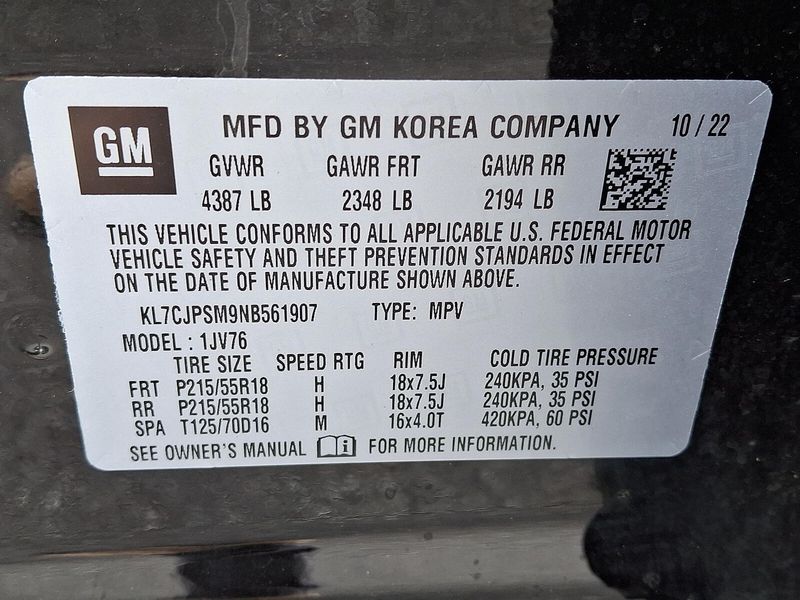 GM MFD BY GM KOREA COMPANY 10 / 22
GVWR GAWR FRT GAWR RR
4387 LB 2348 LB 2194 LB
THIS VEHICLE CONFORMS TO ALL APPLICABLE U.S. FEDERAL MOTOR
VEHICLE SAFETY AND THEFT PREVENTION STANDARDS IN EFFECT
ON THE DATE OF MANUFACTURE SHOWN ABOVE.
KL7CJPSM9NB561907 TYPE: MPV
MODEL : 1JV76
TIRE SIZE SPEED RTG RIM COLD TIRE PRESSURE
FRT P215/55R18 H 18x7.5J 240KPA, 35 PSI
RR P215/55R18 H 18x7.5J 240KPA, 35 PSI
SPA T125/70D16 M 16x4.0T 420KPA, 60 PSI
SEE OWNER'S MANUAL FOR MORE INFORMATION.